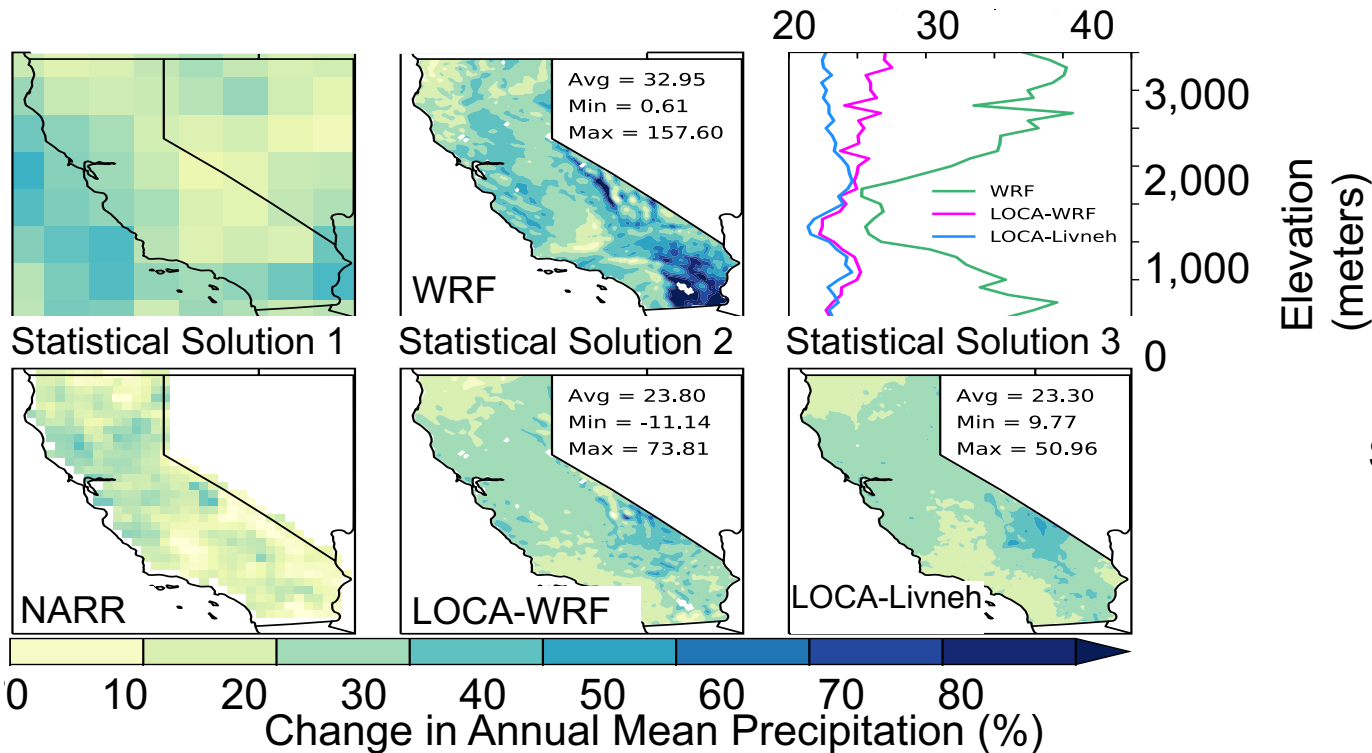 20 30 40
Avg = 32.95
Min = 0.61
Max = 157.60
WRF
WRF
LOCA-WRF
LOCA-Livneh
3,000
2,000
1,000
0
Elevation
(meters)
Statistical Solution 1
Statistical Solution 2
Statistical Solution 3
NARR
Avg = 23.80
Min = -11.14
Max = 73.81
LOCA-WRF
Avg = 23.30
Min = 9.77
Max = 50.96
LOCA-Livneh
0 10 20 30 40 50 60 70 80
Change in Annual Mean Precipitation (%)